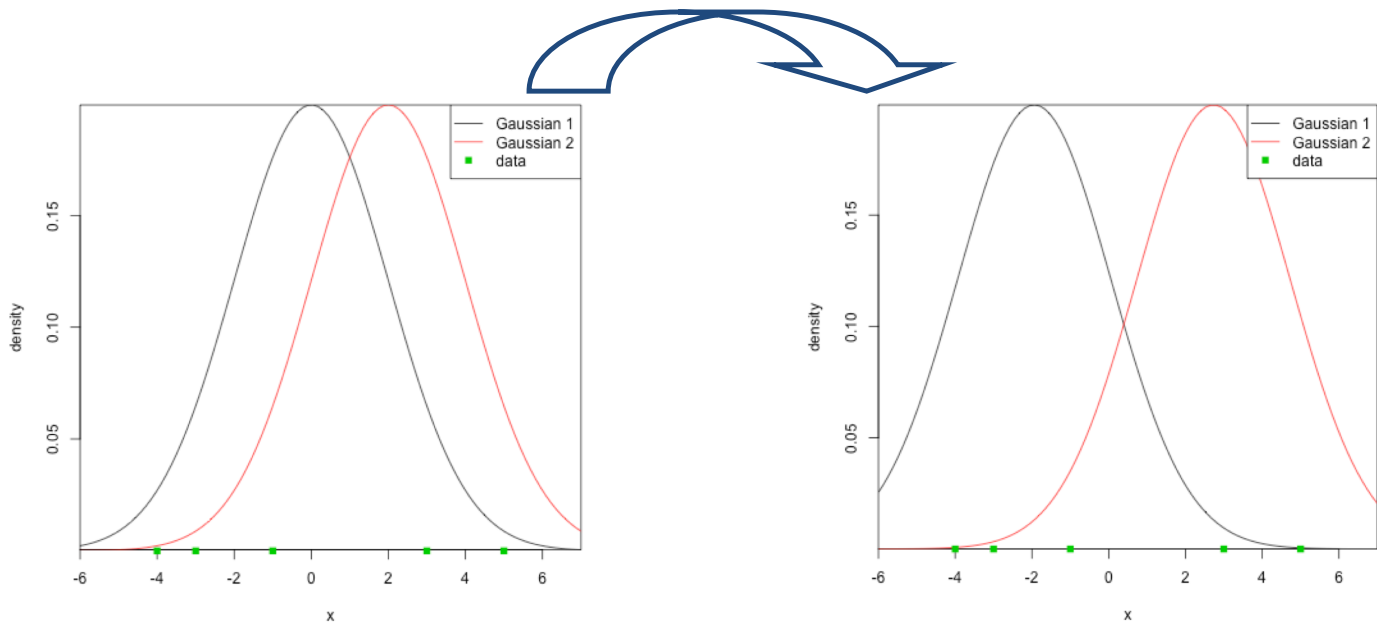 Gaussian 1
Gaussian 2
data
density
0.05
0.10
0.15
-6 -4 -2 0 2 4 6
x
Gaussian 1
Gaussian 2
data
density
0.05
0.10
0.15
-6 -4 -2 0 2 4 6
x